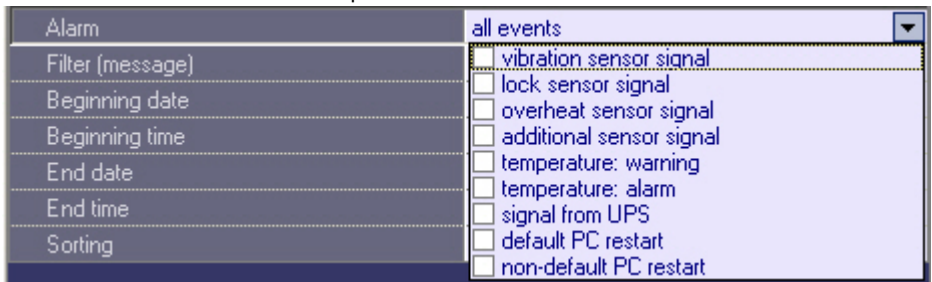 Alarm all events
Filter (message) vibration sensor signal
lock sensor signal
Beginning date overheat sensor signal
Beginning time additional sensor signal
End date temperature: warning
temperature: alarm
End time signal from UPS
Sorting default PC restart
non-default PC restart